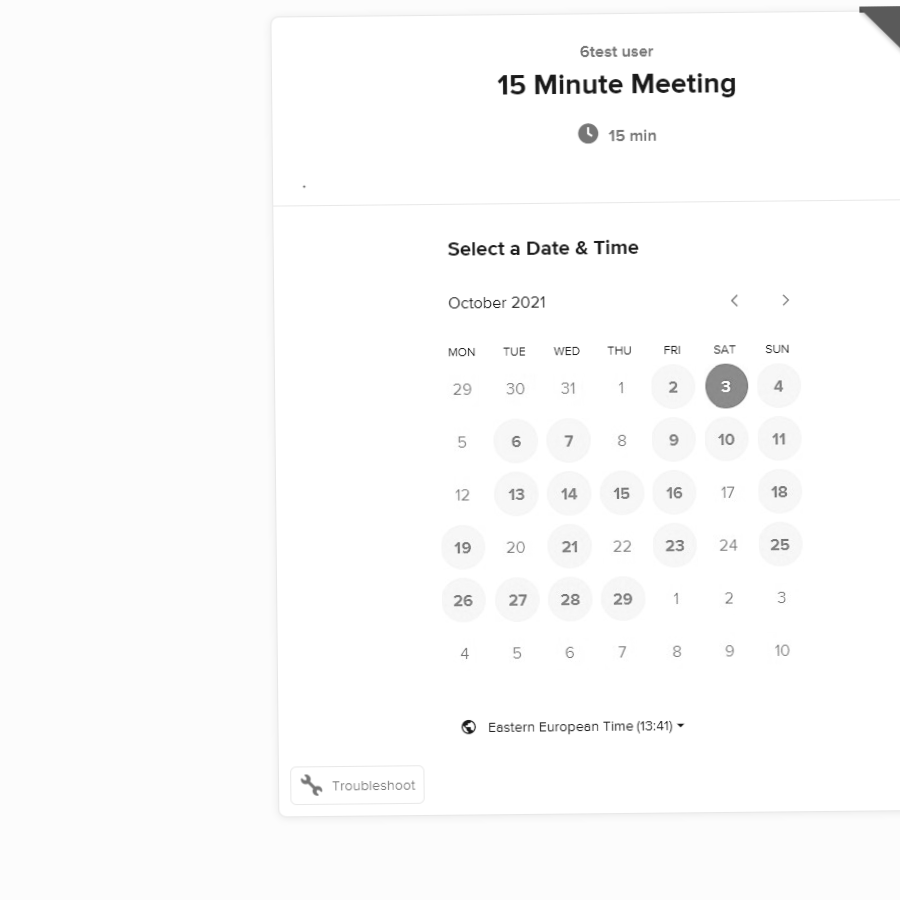 6test user
15 Minute Meeting
15 min
.
Select a Date & Time
October 2021
MON TUE WED THU FRI SAT SUN
29 30 31 1 2 3 4
5 6 7 8 9 10 11
12 13 14 15 16 17 18
19 20 21 22 23 24 25
26 27 28 29 1 2 3
4 5 6 7 8 9 10
Eastern European Time (13:41)
Troubleshoot